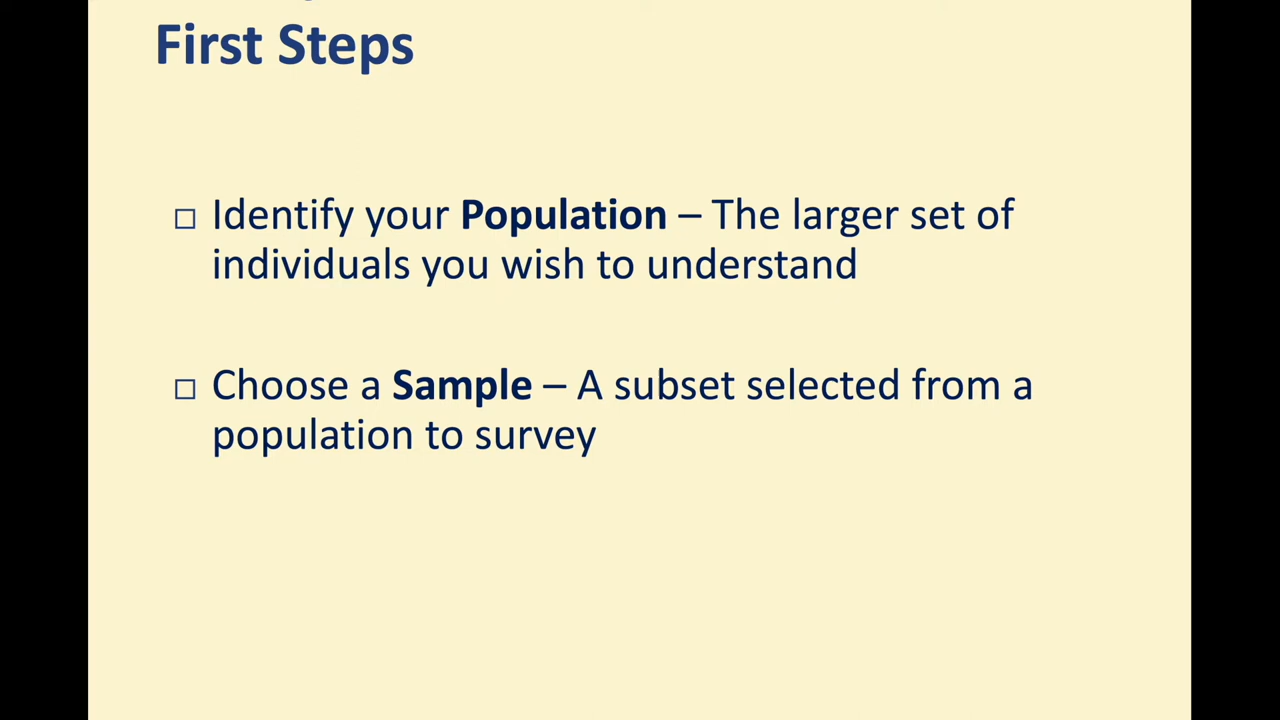 First Steps
□ Identify your Population – The larger set of
individuals you wish to understand
□ Choose a Sample – A subset selected from a
population to survey